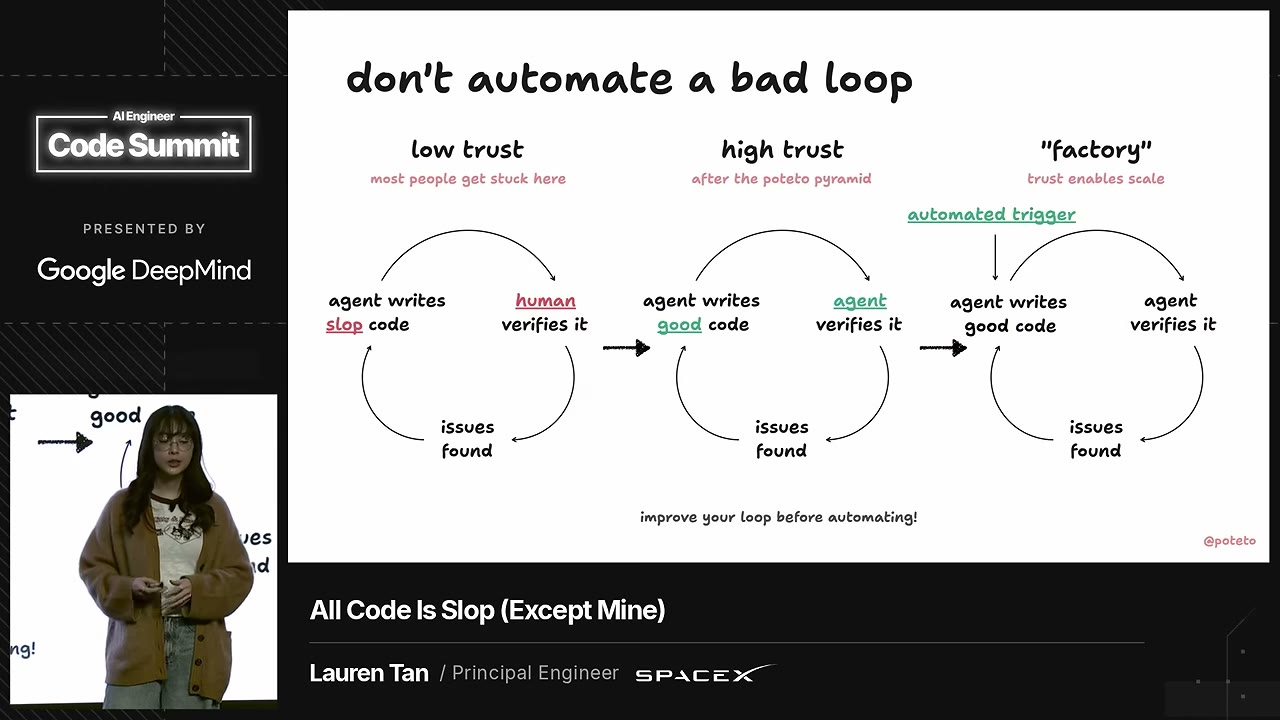 AI Engineer
Code Summit
PRESENTED BY
Google DeepMind
don't automate a bad loop
low trust
most people get stuck here
agent writes
slop code
human
verifies it
issues
found
high trust
after the poteto pyramid
agent writes
good code
agent
verifies it
issues
found
"factory"
trust enables scale
automated trigger
agent writes
good code
agent
verifies it
issues
found
improve your loop before automating!
@poteto
good
ues
nd
ng!
All Code Is Slop (Except Mine)
Lauren Tan / Principal Engineer SPACEX